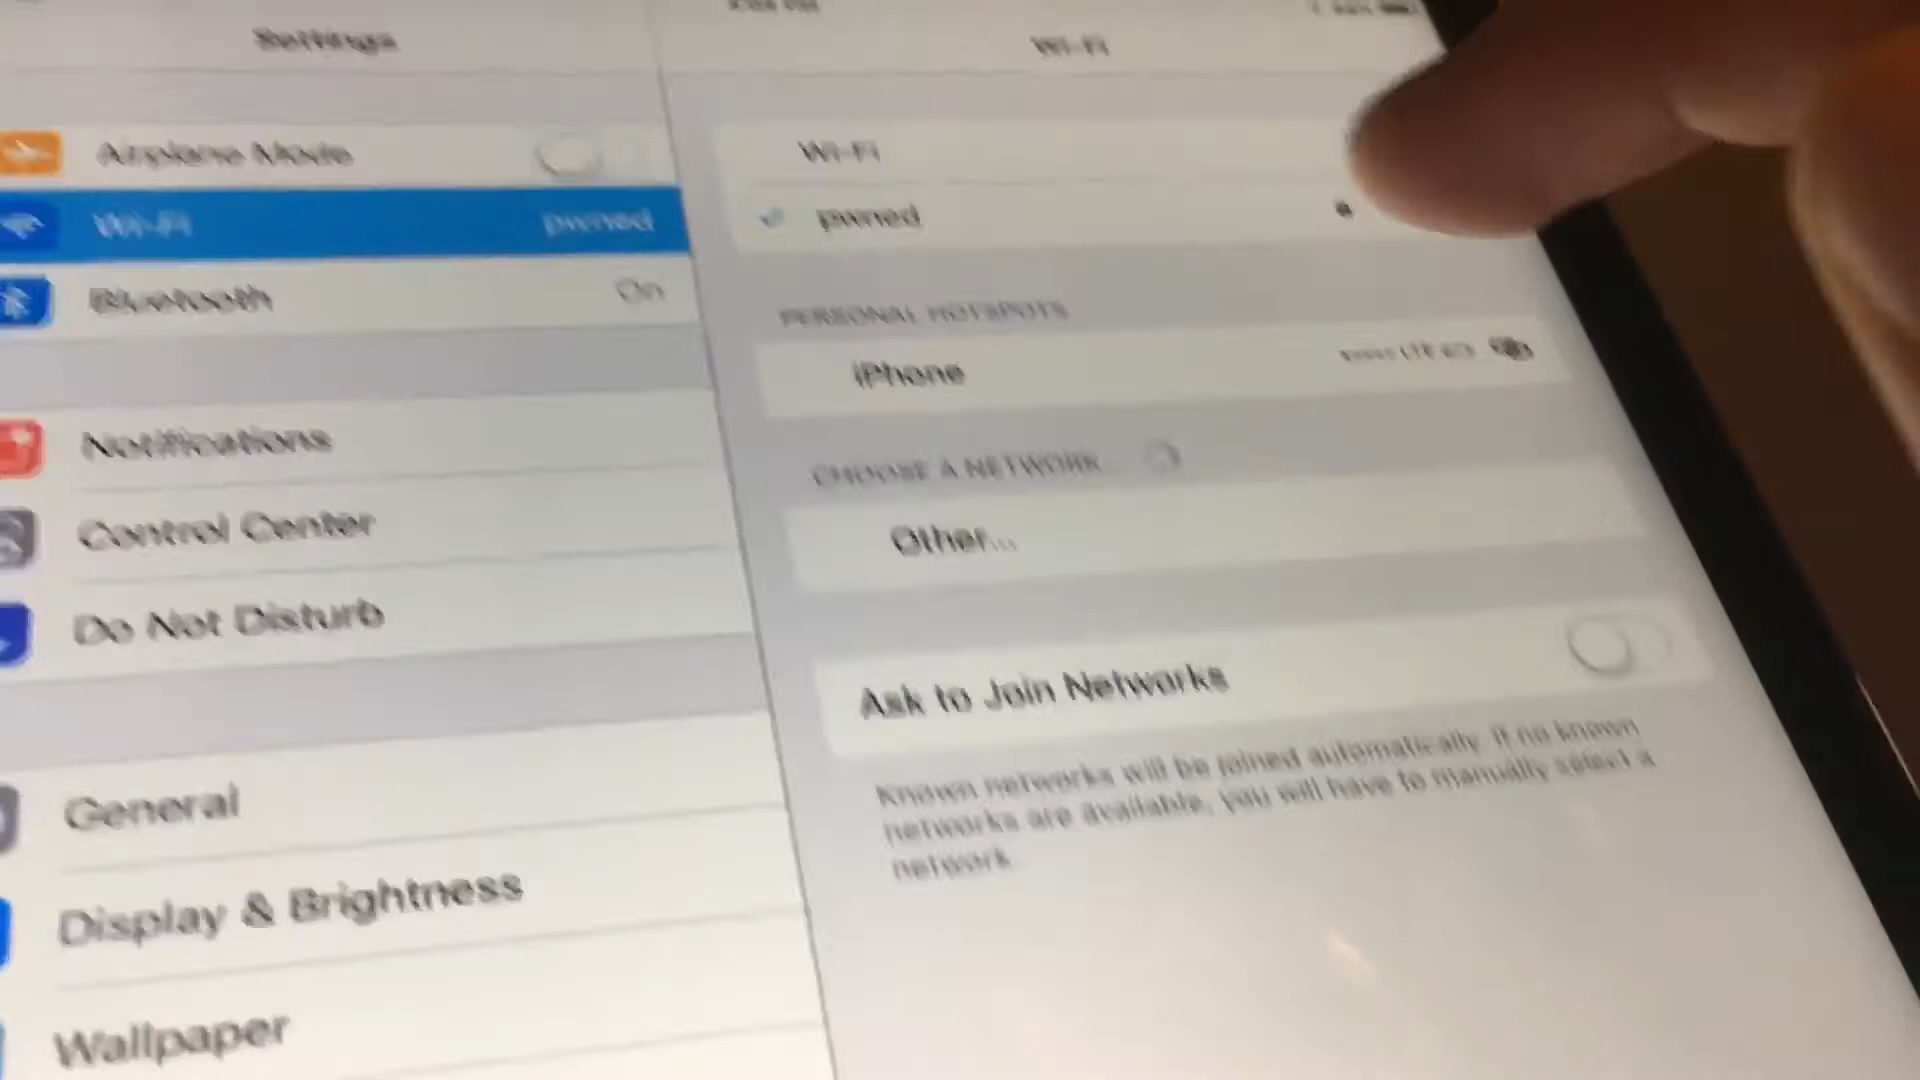 Settings
Airplane Mode
Wi-Fi pwned
Bluetooth On
Notifications
Control Center
Do Not Disturb
General
Display & Brightness
Wallpaper
Wi-Fi
Wi-Fi
pwned
PERSONAL HOTSPOTS
iPhone LTE
CHOOSE A NETWORK...
Other...
Ask to Join Networks
Known networks will be joined automatically. If no known
networks are available, you will have to manually select a
network.